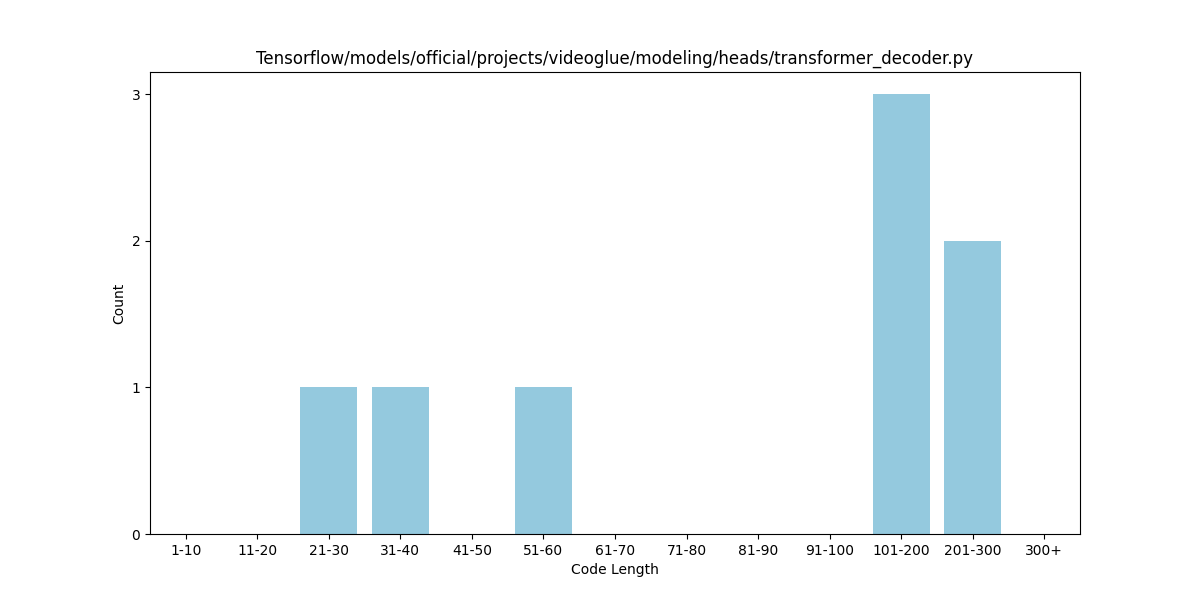 Tensorflow/models/official/projects/videoglue/modeling/heads/transformer_decoder.py
3
2
1
0
Count
1-10 11-20 21-30 31-40 41-50 51-60 61-70 71-80 81-90 91-100 101-200 201-300 300+
Code Length